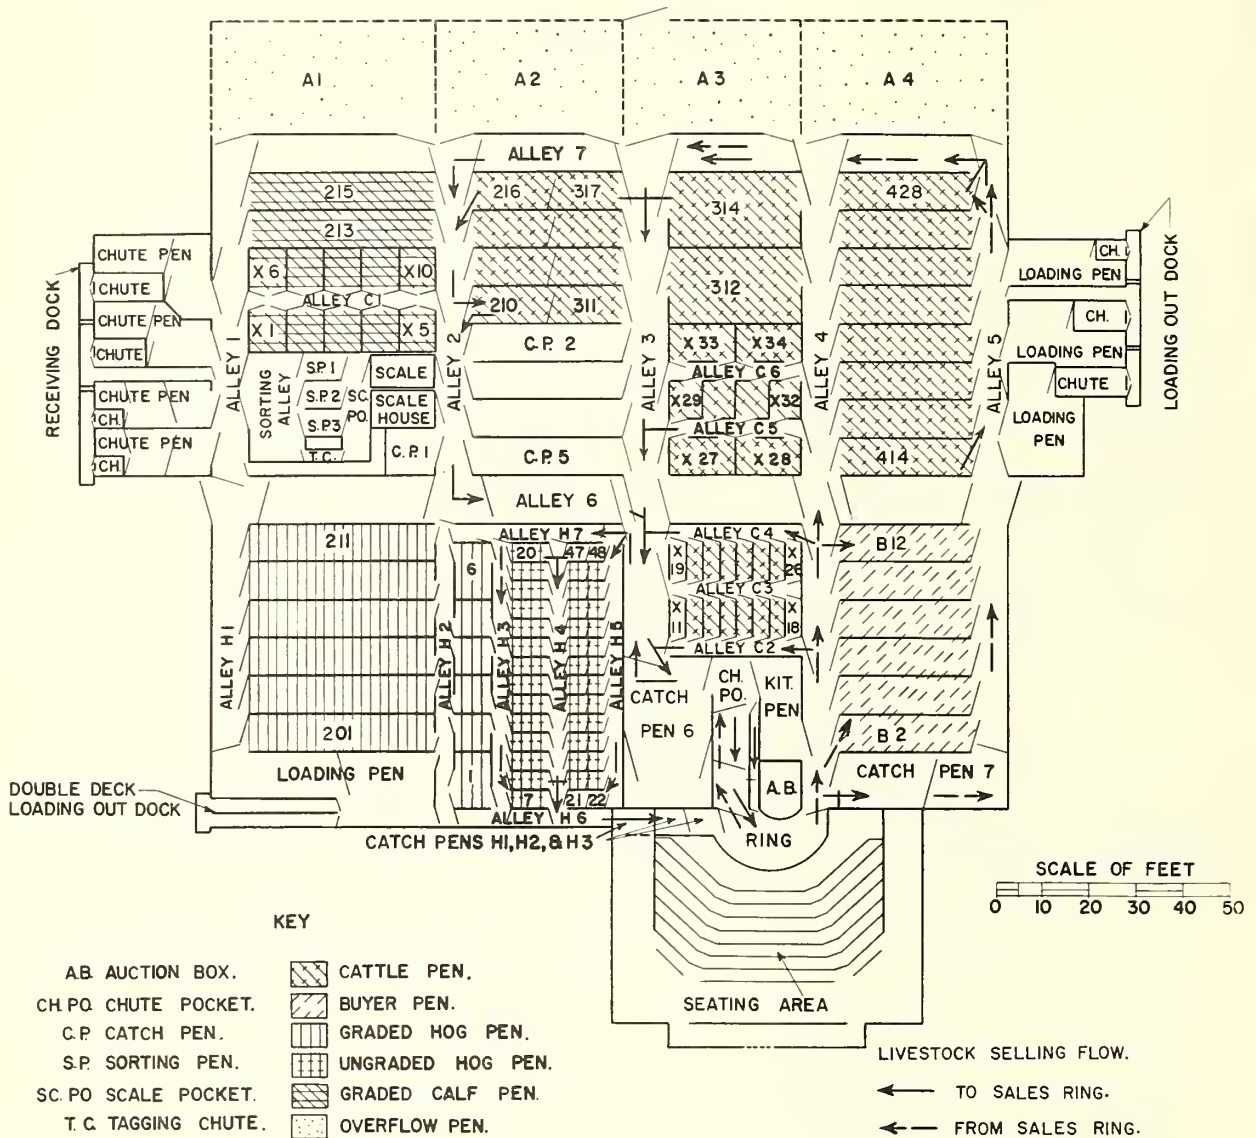 A1 A2 A3 A4
ALLEY 7
215
216 317
314
428
213
CHUTE PEN
X6 X10
312
CH.
LOADING PEN
CHUTE
ALLEY C1
210 311
CHUTE PEN
X1 X5
C.P. 2
X33 X34
CH.
CHUTE
S.P. 1
SCALE
LOADING PEN
ALLEY C6
CHUTE PEN
S.P. 2
SC. PO.
SCALE HOUSE
X29 X32
CHUTE
CH.
S.P. 3
ALLEY C5
LOADING PEN
CHUTE PEN
CH.
T.C.
C.P. 1
C.P. 5
X27 X28
414
RECEIVING DOCK
ALLEY 1
SORTING ALLEY
ALLEY 2
ALLEY 3
ALLEY 4
ALLEY 5
LOADING OUT DOCK
ALLEY 6
211
ALLEY H7
ALLEY C4
B12
20 47 48
6
X 19
X 26
ALLEY C3
X 11
X 18
ALLEY C2
ALLEY H1
ALLEY H2
ALLEY H3
ALLEY H4
ALLEY H5
CATCH PEN 6
CH. PO.
KIT. PEN
201
B2
LOADING PEN
1
A.B.
CATCH PEN 7
DOUBLE DECK
LOADING OUT DOCK
7 21 22
ALLEY H6
CATCH PENS H1, H2, & H3
RING
SCALE OF FEET
0 10 20 30 40 50
SEATING AREA
KEY
A.B. AUCTION BOX.
CH. PO. CHUTE POCKET.
C.P. CATCH PEN.
S.P. SORTING PEN.
SC. PO SCALE POCKET.
T.C. TAGGING CHUTE.
CATTLE PEN.
BUYER PEN.
GRADED HOG PEN.
UNGRADED HOG PEN.
GRADED CALF PEN.
OVERFLOW PEN.
LIVESTOCK SELLING FLOW.
TO SALES RING.
FROM SALES RING.